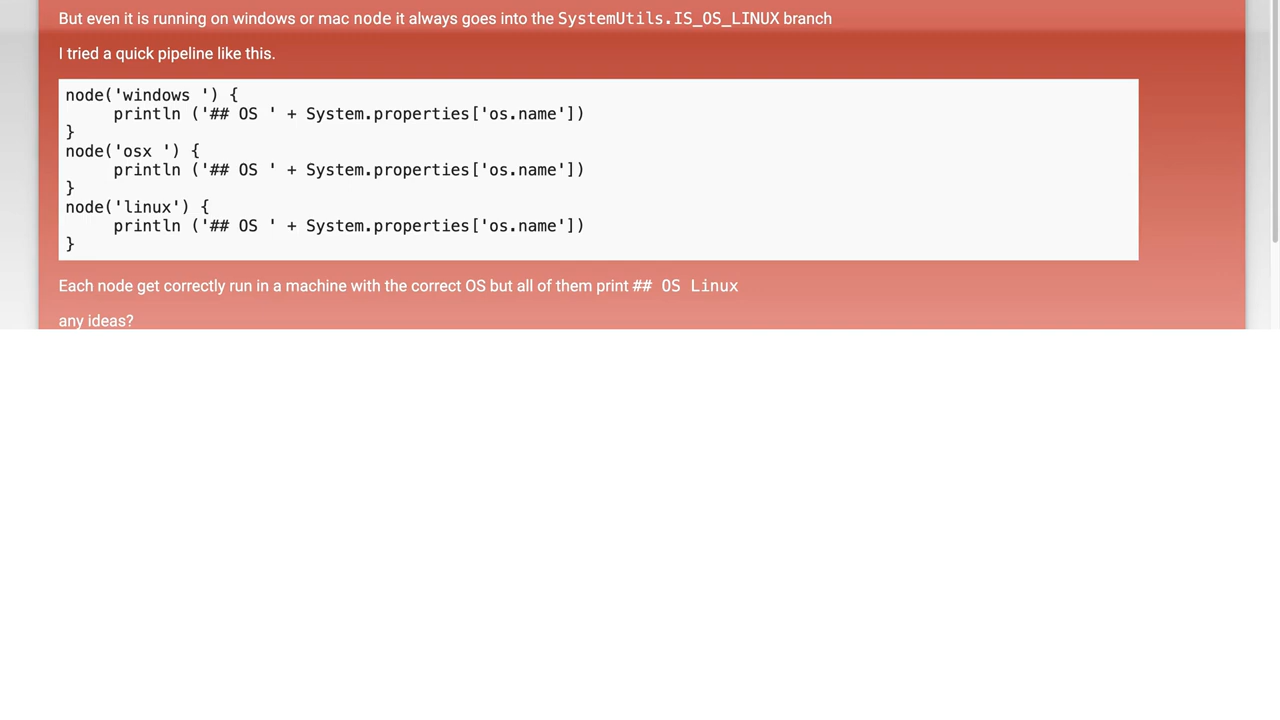 But even it is running on windows or mac node it always goes into the SystemUtils.IS_OS_LINUX branch
I tried a quick pipeline like this.
node('windows ') {
     println ('## OS ' + System.properties['os.name'])
}
node('osx ') {
     println ('## OS ' + System.properties['os.name'])
}
node('linux') {
     println ('## OS ' + System.properties['os.name'])
}
Each node get correctly run in a machine with the correct OS but all of them print ## OS Linux
any ideas?